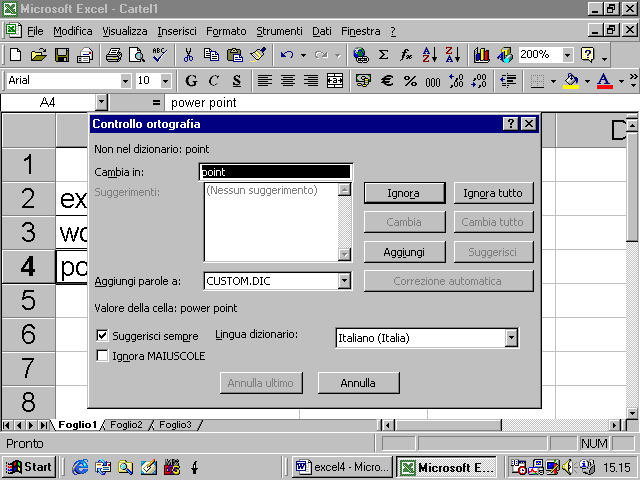 Microsoft Excel - Cartel1
File Modifica Visualizza Inserisci Formato Strumenti Dati Finestra ?
200%
Arial 10 G C S € % 000
A4 = power point
D
1
2 ex
3 wo
4 po
5
6
7
8
Controllo ortografia
Non nel dizionario: point
Cambia in: point
Suggerimenti: (Nessun suggerimento)
Ignora Ignora tutto
Cambia Cambia tutto
Aggiungi Suggerisci
Aggiungi parole a: CUSTOM.DIC Correzione automatica
Valore della cella: power point
Suggerisci sempre Lingua dizionario: Italiano (Italia)
Ignora MAIUSCOLE
Annulla ultimo Annulla
Foglio1 Foglio2 Foglio3
Pronto NUM
Start excel4 - Micro... Microsoft E... 15.15